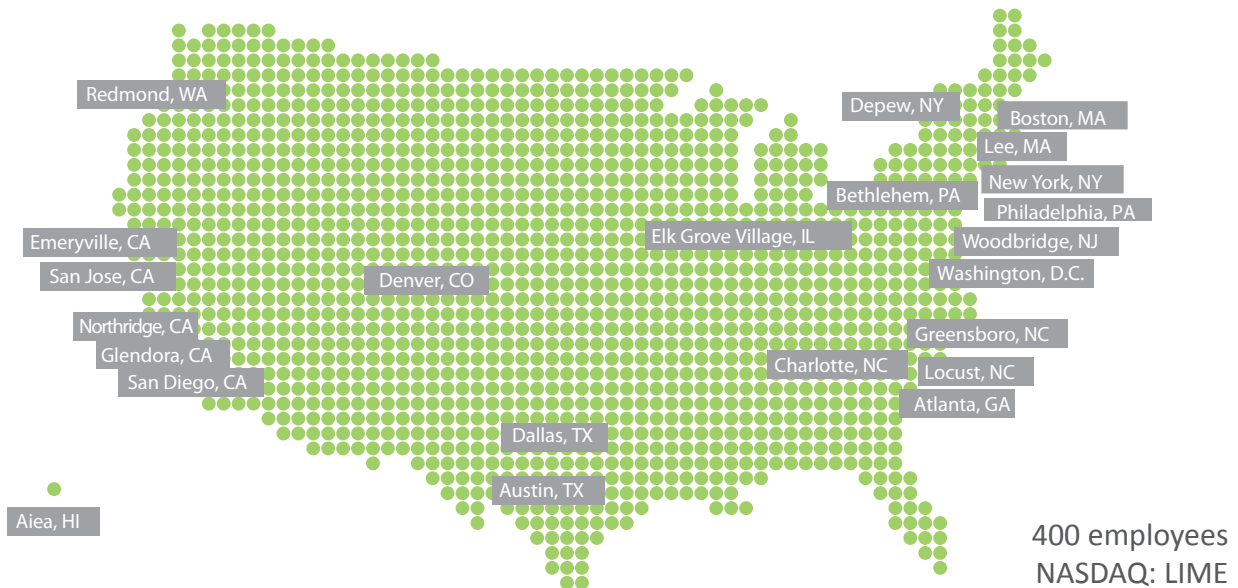 Redmond, WA
Depew, NY
Boston, MA
Lee, MA
New York, NY
Bethlehem, PA
Philadelphia, PA
Emeryville, CA
Elk Grove Village, IL
Woodbridge, NJ
San Jose, CA
Denver, CO
Washington, D.C.
Northridge, CA
Greensboro, NC
Glendora, CA
Charlotte, NC
Locust, NC
San Diego, CA
Atlanta, GA
Dallas, TX
Austin, TX
Aiea, HI
400 employees
NASDAQ: LIME